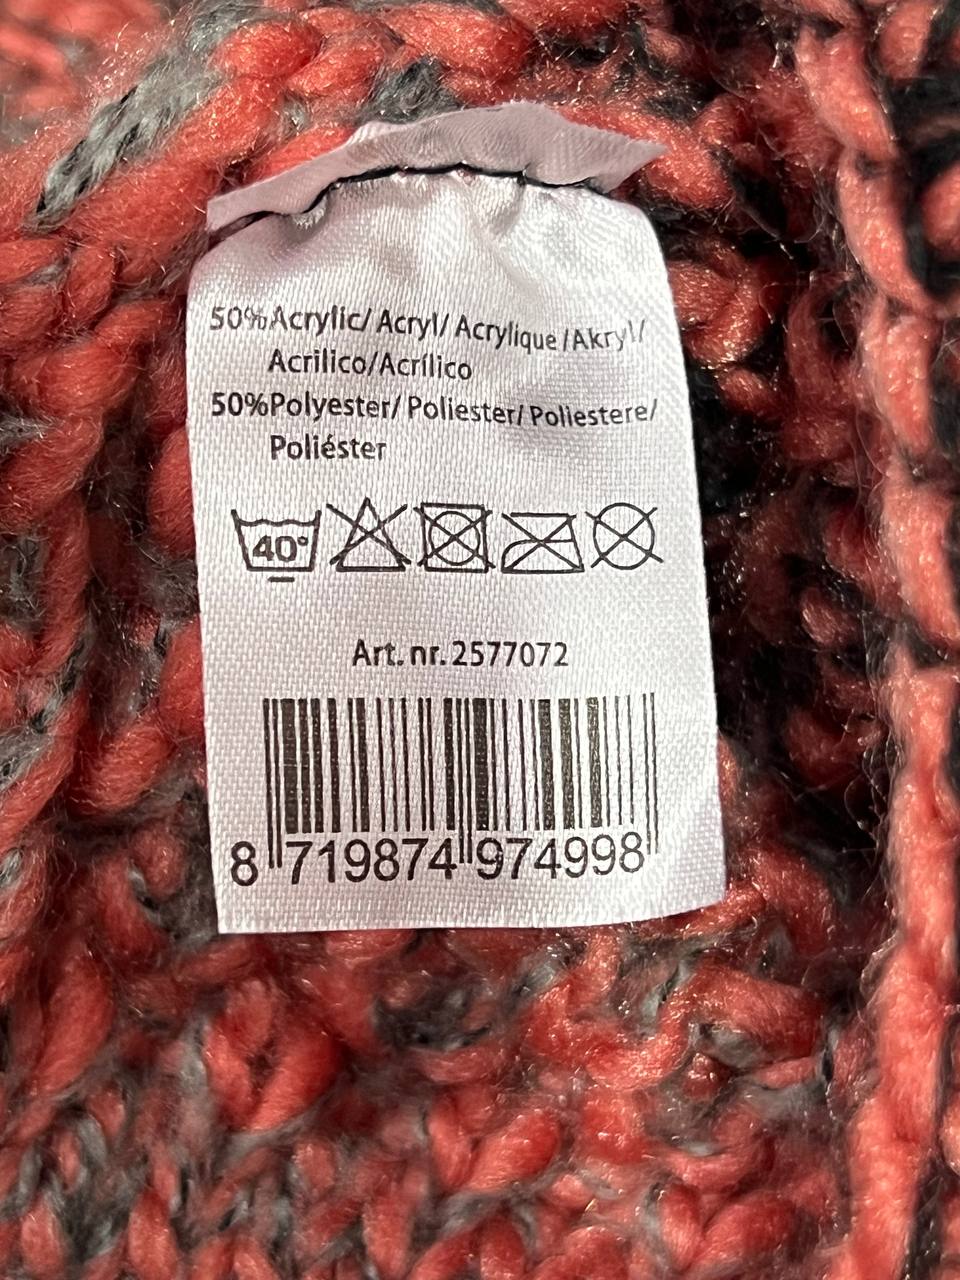 50%Acrylic/ Acryl/ Acrylique /Akryl/
Acrilico/Acrílico
50%Polyester/ Poliester/ Poliestere/
Poliéster
40°
Art. nr. 2577072
8 719874 974998